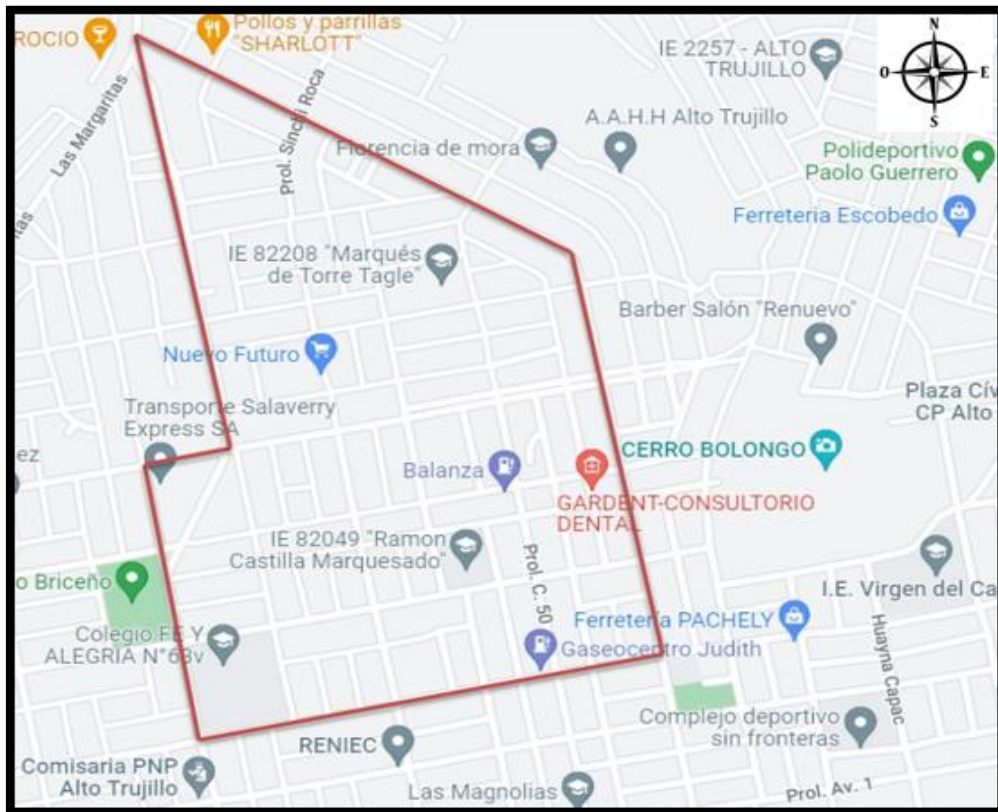 ROCIO
Pollos y parrillas
"SHARLOTT"
IE 2257 - ALTO
TRUJILLO
N
O
E
S
Las Margaritas
Prol. Sinchi Roca
Florencia de mora
A.A.H.H Alto Trujillo
Polideportivo
Paolo Guerrero
Ferreteria Escobedo
itas
IE 82208 "Marqués
de Torre Tagle"
Barber Salón "Renuevo"
Nuevo Futuro
Transporte Salaverry
Express SA
Plaza Cív
CP Alto
ez
Balanza
CERRO BOLONGO
GARDENT-CONSULTORIO
DENTAL
IE 82049 "Ramon
Castilla Marquesado"
Prol. C. 50
o Briceño
I.E. Virgen del Ca
Colegio FE Y
ALEGRIA N°63v
Ferretería PACHELY
Gaseocentro Judith
Huayna Capac
RENIEC
Complejo deportivo
sin fronteras
Comisaria PNP
Alto Trujillo
Las Magnolias
Prol. Av. 1